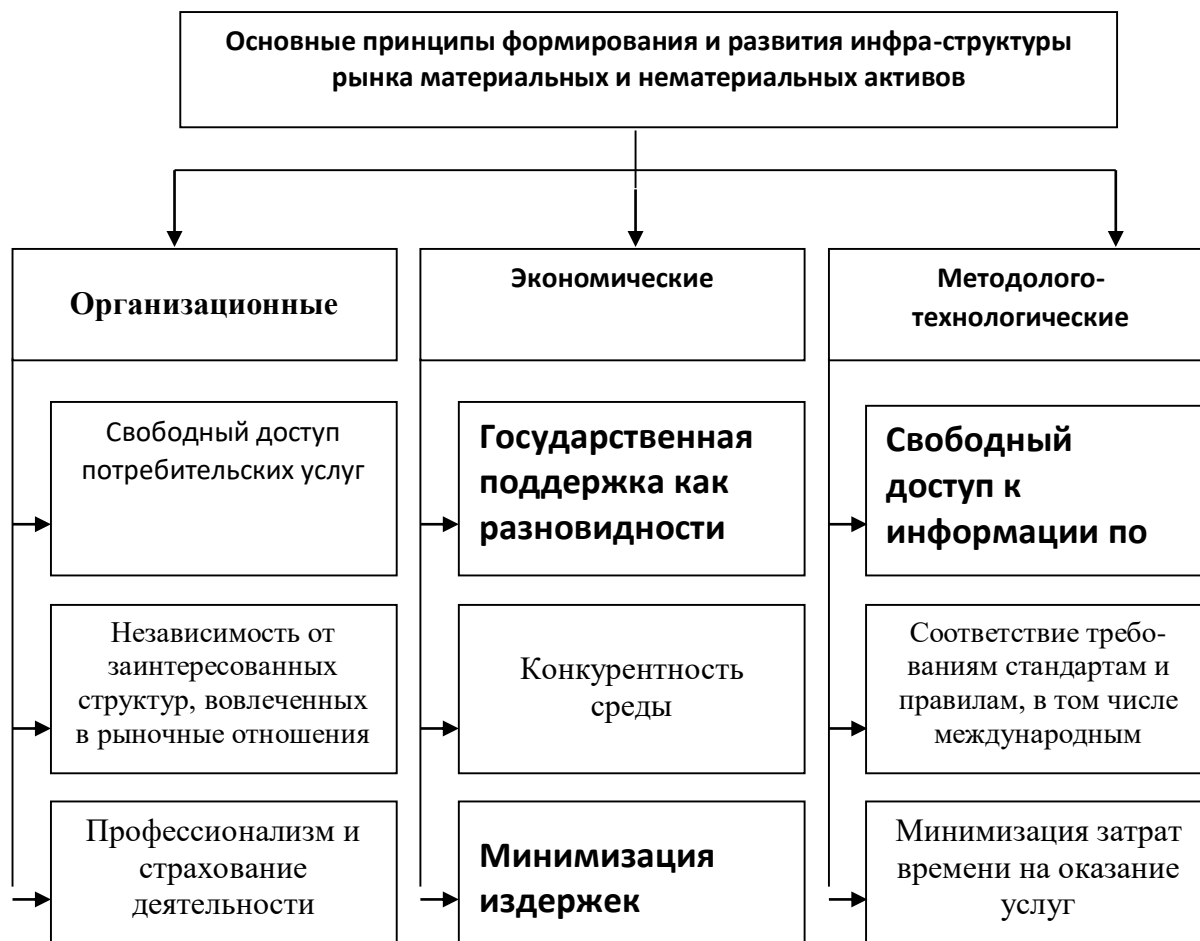 Основные принципы формирования и развития инфра-структуры
рынка материальных и нематериальных активов
Организационные
Экономические
Методолого-
технологические
Свободный доступ
потребительских услуг
Государственная
поддержка как
разновидности
Свободный
доступ к
информации по
Независимость от
заинтересованных
структур, вовлеченных
в рыночные отношения
Конкурентность
среды
Соответствие требо-
ваниям стандартам и
правилам, в том числе
международным
Профессионализм и
страхование
деятельности
Минимизация
издержек
Минимизация затрат
времени на оказание
услуг